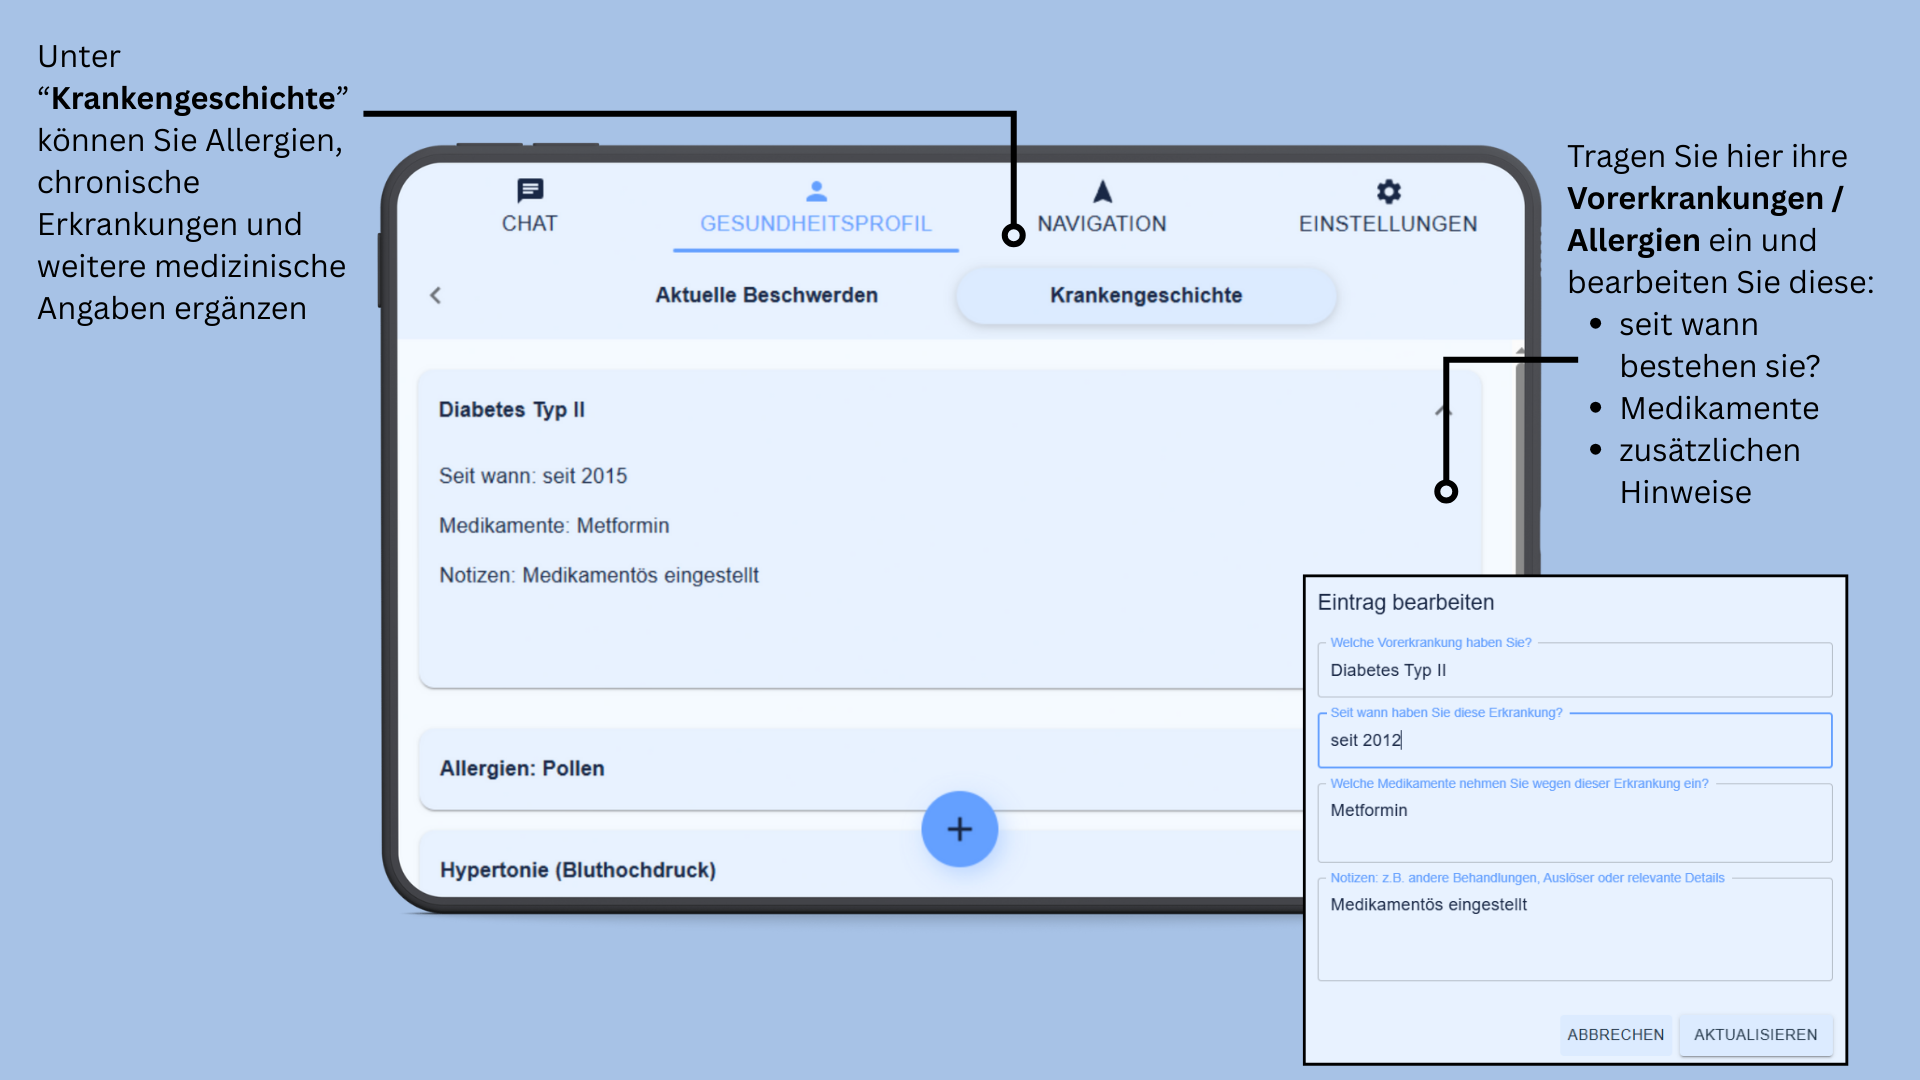 Unter
“Krankengeschichte”
können Sie Allergien,
chronische
Erkrankungen und
weitere medizinische
Angaben ergänzen
CHAT
GESUNDHEITSPROFIL
NAVIGATION
EINSTELLUNGEN
Aktuelle Beschwerden
Krankengeschichte
Diabetes Typ II
Seit wann: seit 2015
Medikamente: Metformin
Notizen: Medikamentös eingestellt
Allergien: Pollen
+
Hypertonie (Bluthochdruck)
Tragen Sie hier ihre
Vorerkrankungen /
Allergien ein und
bearbeiten Sie diese:
• seit wann
bestehen sie?
• Medikamente
• zusätzlichen
Hinweise
Eintrag bearbeiten
Welche Vorerkrankung haben Sie?
Diabetes Typ II
Seit wann haben Sie diese Erkrankung?
seit 2012
Welche Medikamente nehmen Sie wegen dieser Erkrankung ein?
Metformin
Notizen: z.B. andere Behandlungen, Auslöser oder relevante Details
Medikamentös eingestellt
ABBRECHEN
AKTUALISIEREN